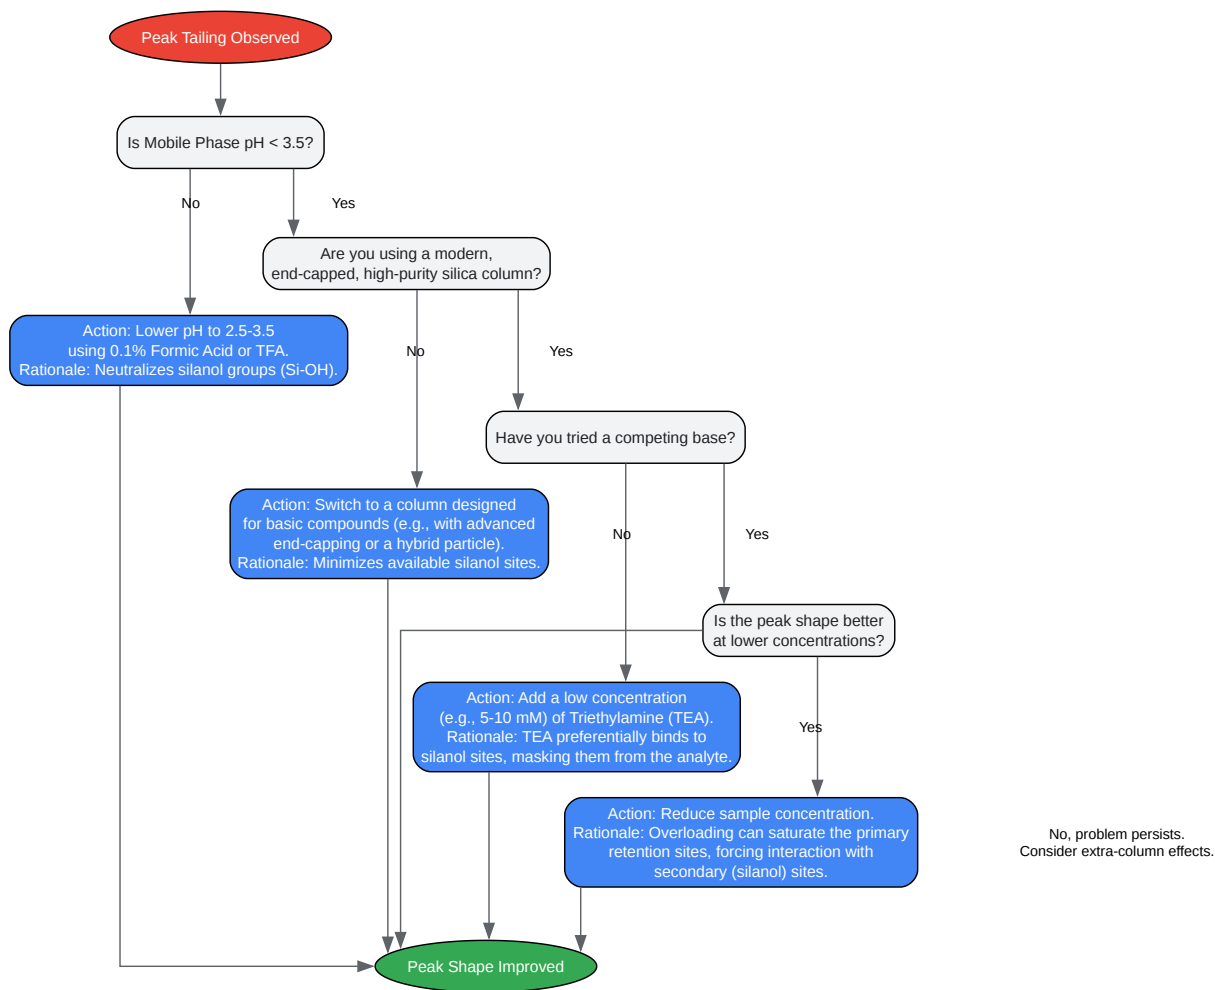 Peak Tailing Observed
Is Mobile Phase pH < 3.5?
No
Yes
Are you using a modern,
end-capped, high-purity silica column?
Action: Lower pH to 2.5-3.5
using 0.1% Formic Acid or TFA.
Rationale: Neutralizes silanol groups (Si-OH).
No
Yes
Have you tried a competing base?
Action: Switch to a column designed
for basic compounds (e.g., with advanced
end-capping or a hybrid particle).
Rationale: Minimizes available silanol sites.
No
Yes
Is the peak shape better
at lower concentrations?
Action: Add a low concentration
(e.g., 5-10 mM) of Triethylamine (TEA).
Rationale: TEA preferentially binds to
silanol sites, masking them from the analyte.
Yes
Action: Reduce sample concentration.
Rationale: Overloading can saturate the primary
retention sites, forcing interaction with
secondary (silanol) sites.
No, problem persists.
Consider extra-column effects.
Peak Shape Improved